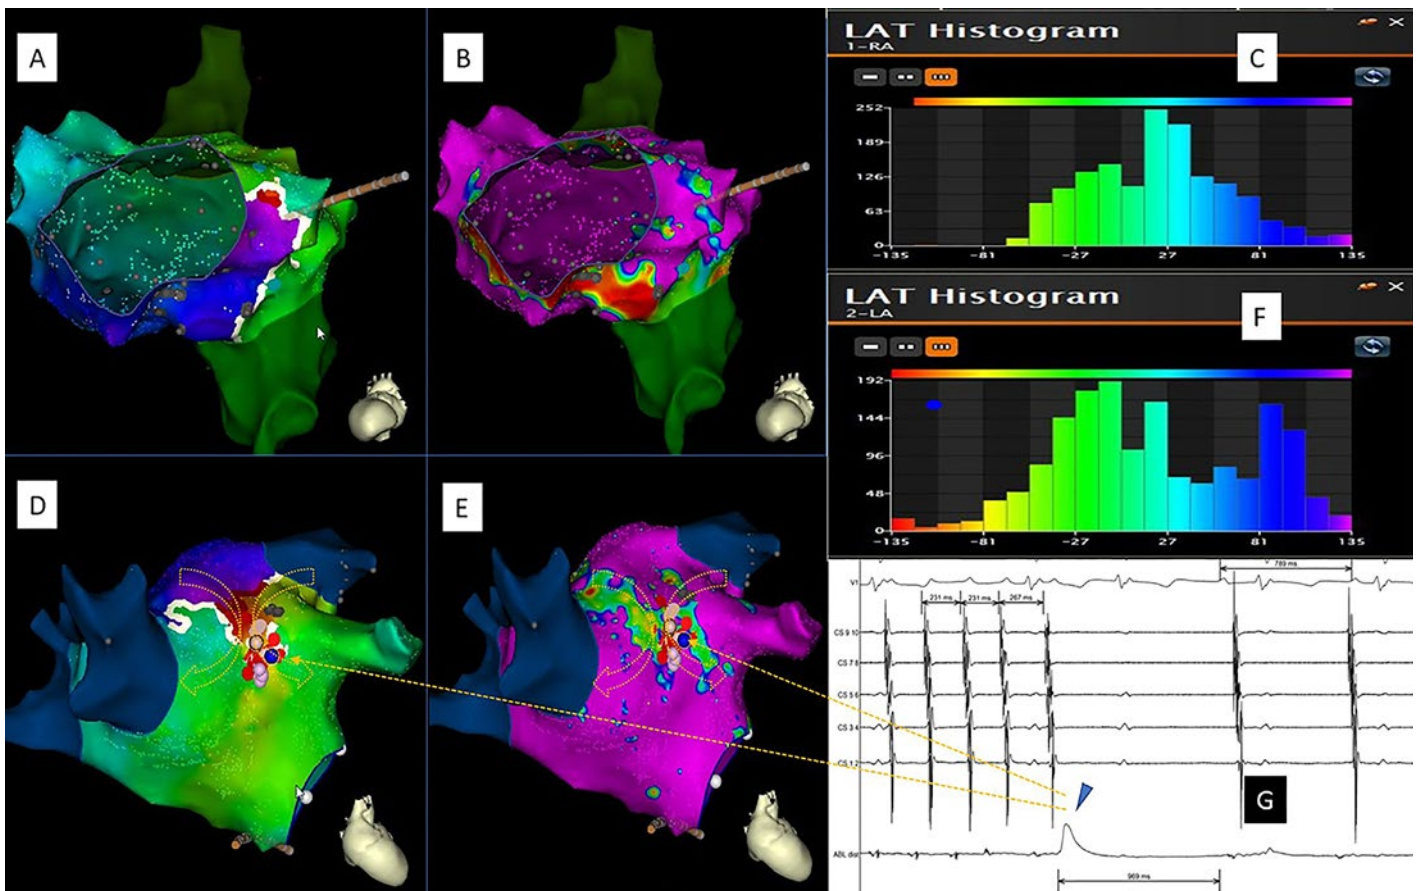 A
B
LAT Histogram
1-RA
C
252
189
126
63
0
-135
-81
-27
27
81
135
LAT Histogram
2-LA
F
192
144
96
48
0
-135
-81
-27
27
81
135
D
E
V1
789 ms
231 ms
231 ms
267 ms
CS 9 10
CS 7 8
CS 5 6
CS 3 4
CS 1 2
G
ABL dist
969 ms